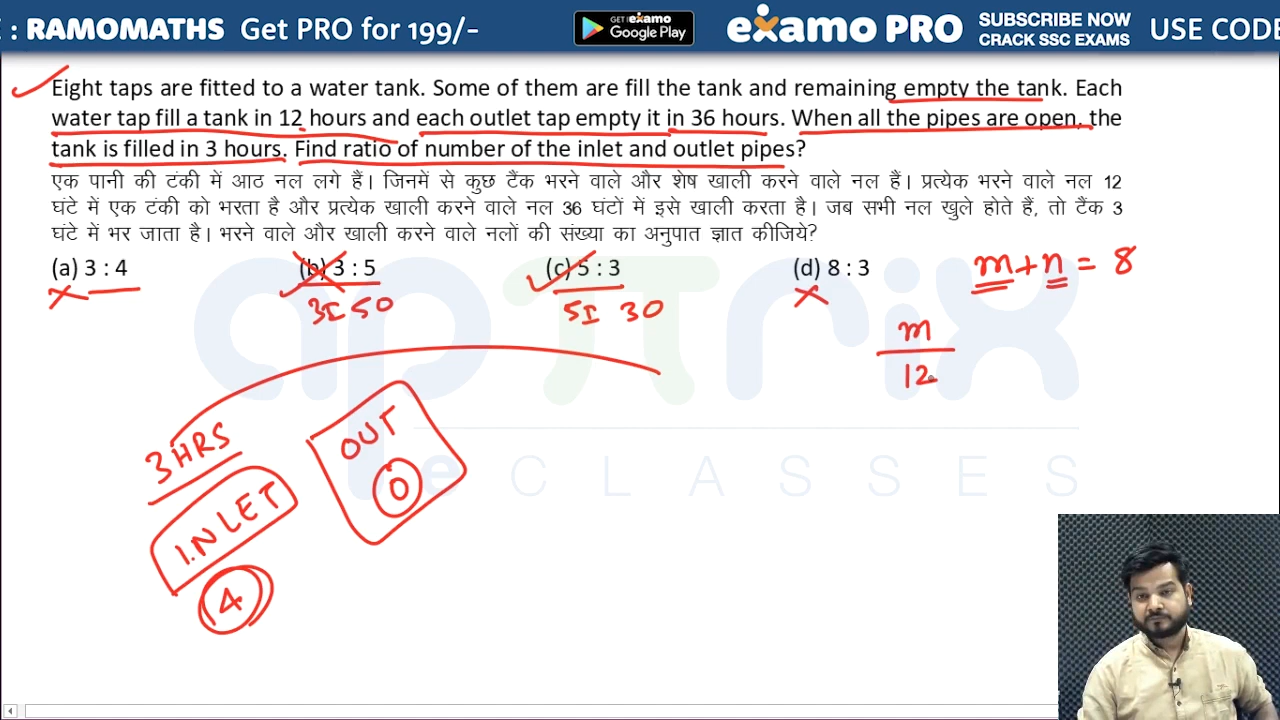 : RAMOMATHS Get PRO for 199/-
GET IT ON examo
Google Play
examo PRO
SUBSCRIBE NOW
CRACK SSC EXAMS
USE CODE
Eight taps are fitted to a water tank. Some of them are fill the tank and remaining empty the tank. Each
water tap fill a tank in 12 hours and each outlet tap empty it in 36 hours. When all the pipes are open, the
tank is filled in 3 hours. Find ratio of number of the inlet and outlet pipes?
एक पानी की टंकी में आठ नल लगे हैं। जिनमें से कुछ टैंक भरने वाले और शेष खाली करने वाले नल हैं। प्रत्येक भरने वाले नल 12
घंटे में एक टंकी को भरता है और प्रत्येक खाली करने वाले नल 36 घंटों में इसे खाली करता है। जब सभी नल खुले होते हैं, तो टैंक 3
घंटे में भर जाता है। भरने वाले और खाली करने वाले नलों की संख्या का अनुपात ज्ञात कीजिये?
(a) 3 : 4 (b) 3 : 5 (c) 5 : 3 (d) 8 : 3 m + n = 8
3I 5O 5I 3O
m
12
3 HRS OUT
0
INLET
4
aptrix
e CLASSES